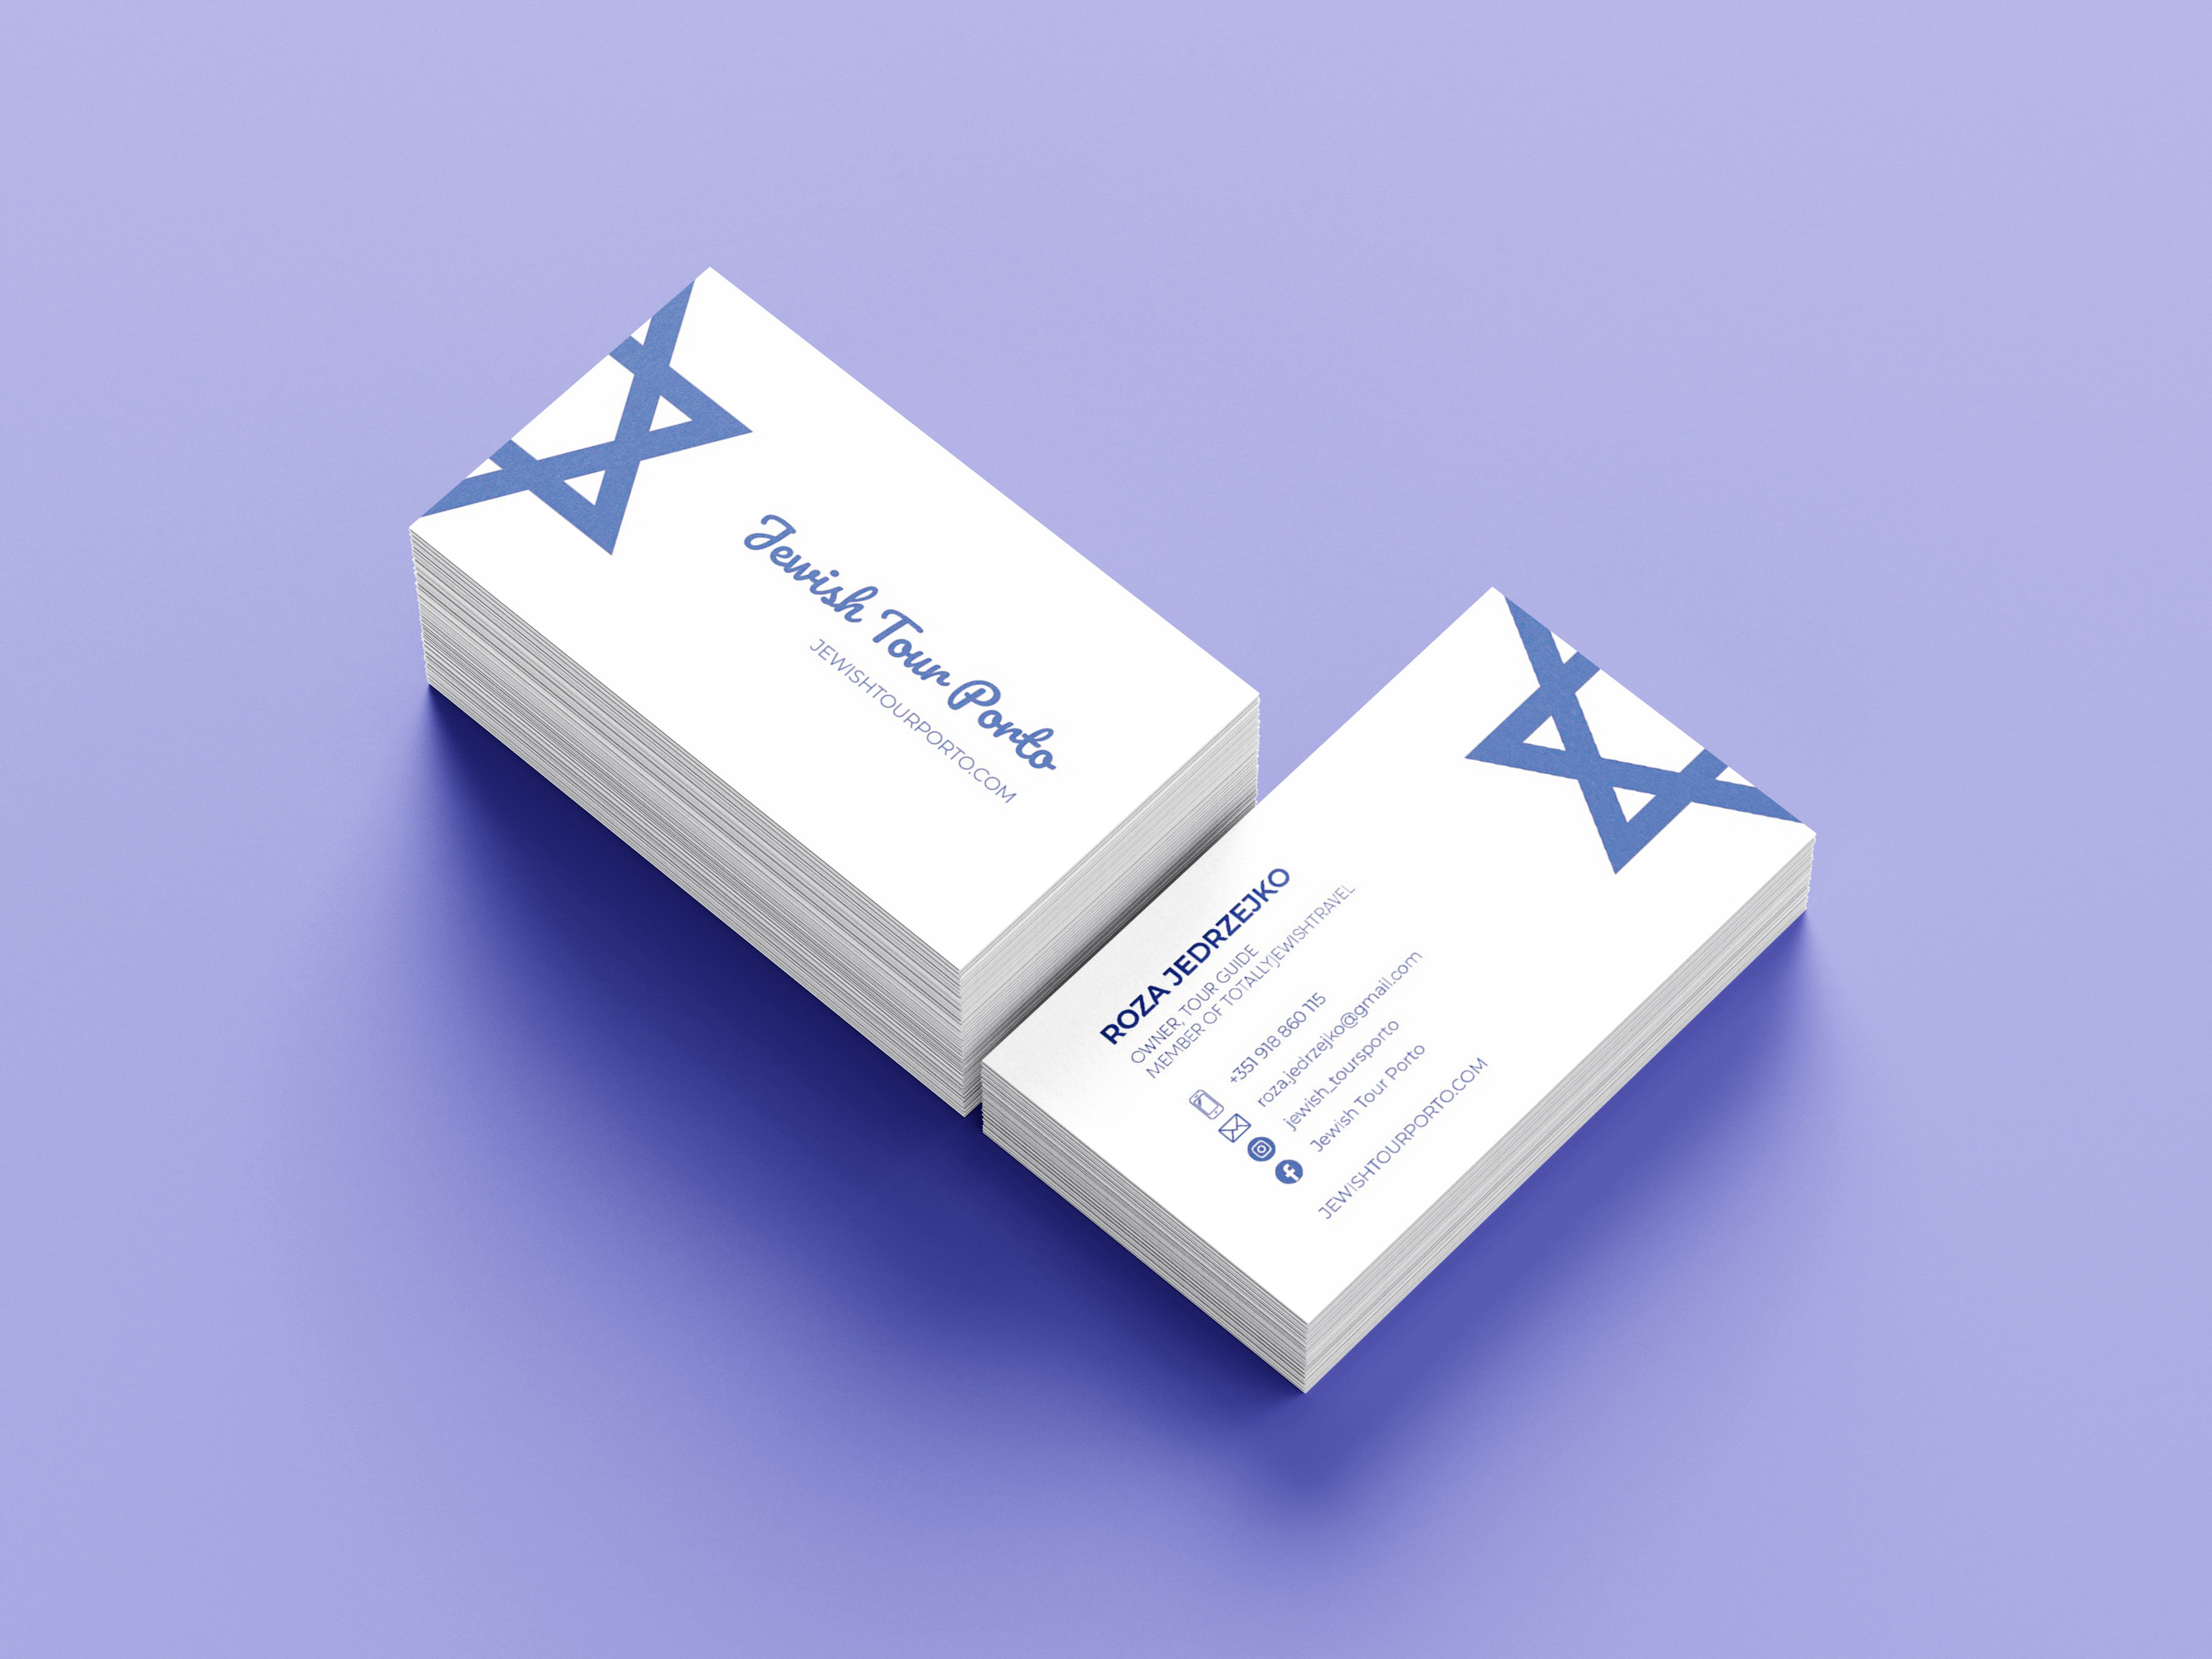 Jewish Tour Porto
JEWISHTOURPORTO.COM
ROZA JEDRZEJKO
OWNER, TOUR GUIDE
MEMBER OF TOTALLYJEWISHTRAVEL
+351 918 860 115
roza.jedrzejko@gmail.com
jewish_toursporto
Jewish Tour Porto
JEWISHTOURPORTO.COM